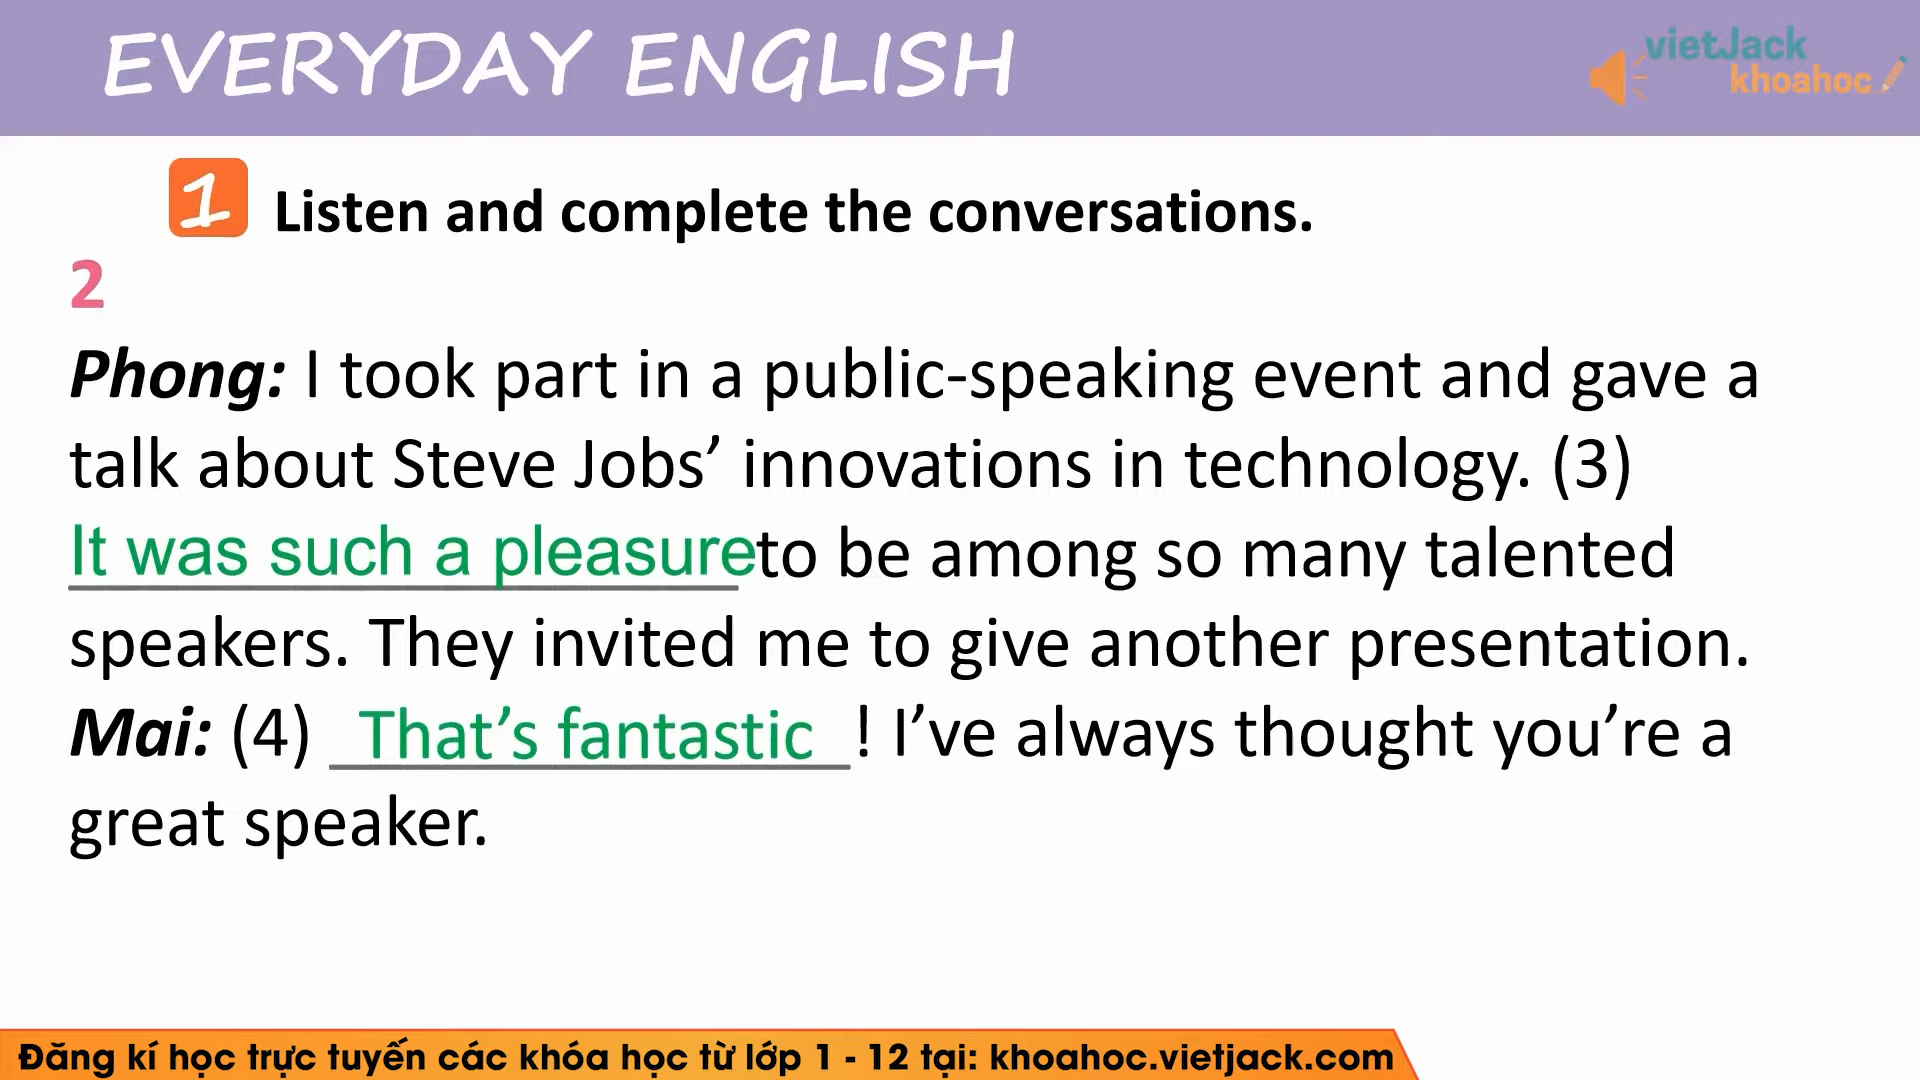 EVERYDAY ENGLISH
vietJack
khoahoc
1 Listen and complete the conversations.
2
Phong: I took part in a public-speaking event and gave a
talk about Steve Jobs’ innovations in technology. (3)
It was such a pleasure to be among so many talented
speakers. They invited me to give another presentation.
Mai: (4) That’s fantastic! I’ve always thought you’re a
great speaker.
Đăng kí học trực tuyến các khóa học từ lớp 1 - 12 tại: khoahoc.vietjack.com